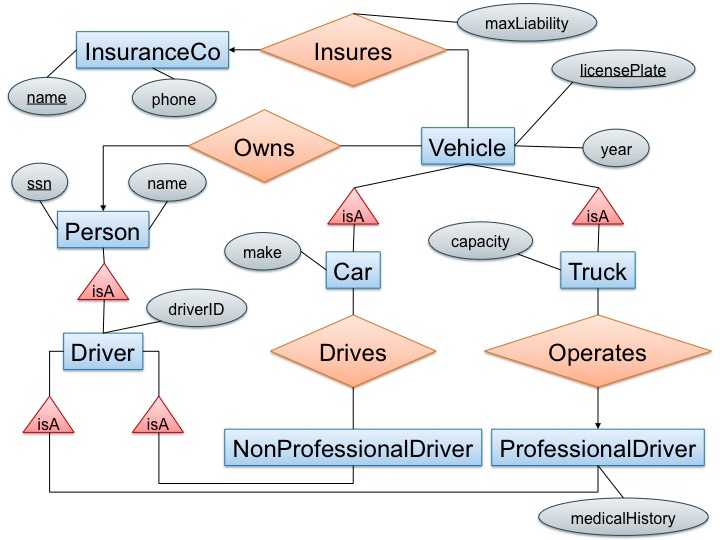 maxLiability
InsuranceCo
Insures
licensePlate
name
phone
Owns
Vehicle
year
ssn
name
isA
isA
Person
make
capacity
Car
Truck
isA
driverID
Driver
Drives
Operates
isA
isA
NonProfessionalDriver
ProfessionalDriver
medicalHistory